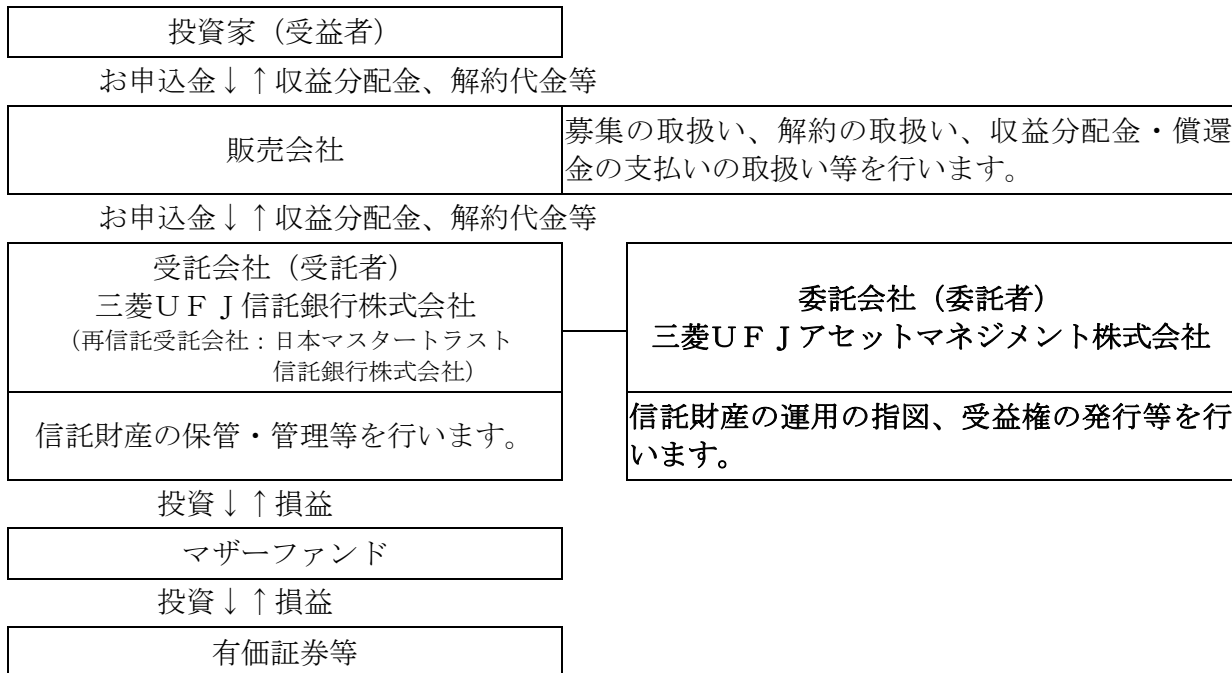 投資家（受益者）
お申込金↓↑収益分配金、解約代金等
販売会社
募集の取扱い、解約の取扱い、収益分配金・償還
金の支払いの取扱い等を行います。
お申込金↓↑収益分配金、解約代金等
受託会社（受託者）
三菱ＵＦＪ信託銀行株式会社
（再信託受託会社：日本マスタートラスト
信託銀行株式会社）
信託財産の保管・管理等を行います。
委託会社（委託者）
三菱ＵＦＪアセットマネジメント株式会社
信託財産の運用の指図、受益権の発行等を行
います。
投資↓↑損益
マザーファンド
投資↓↑損益
有価証券等